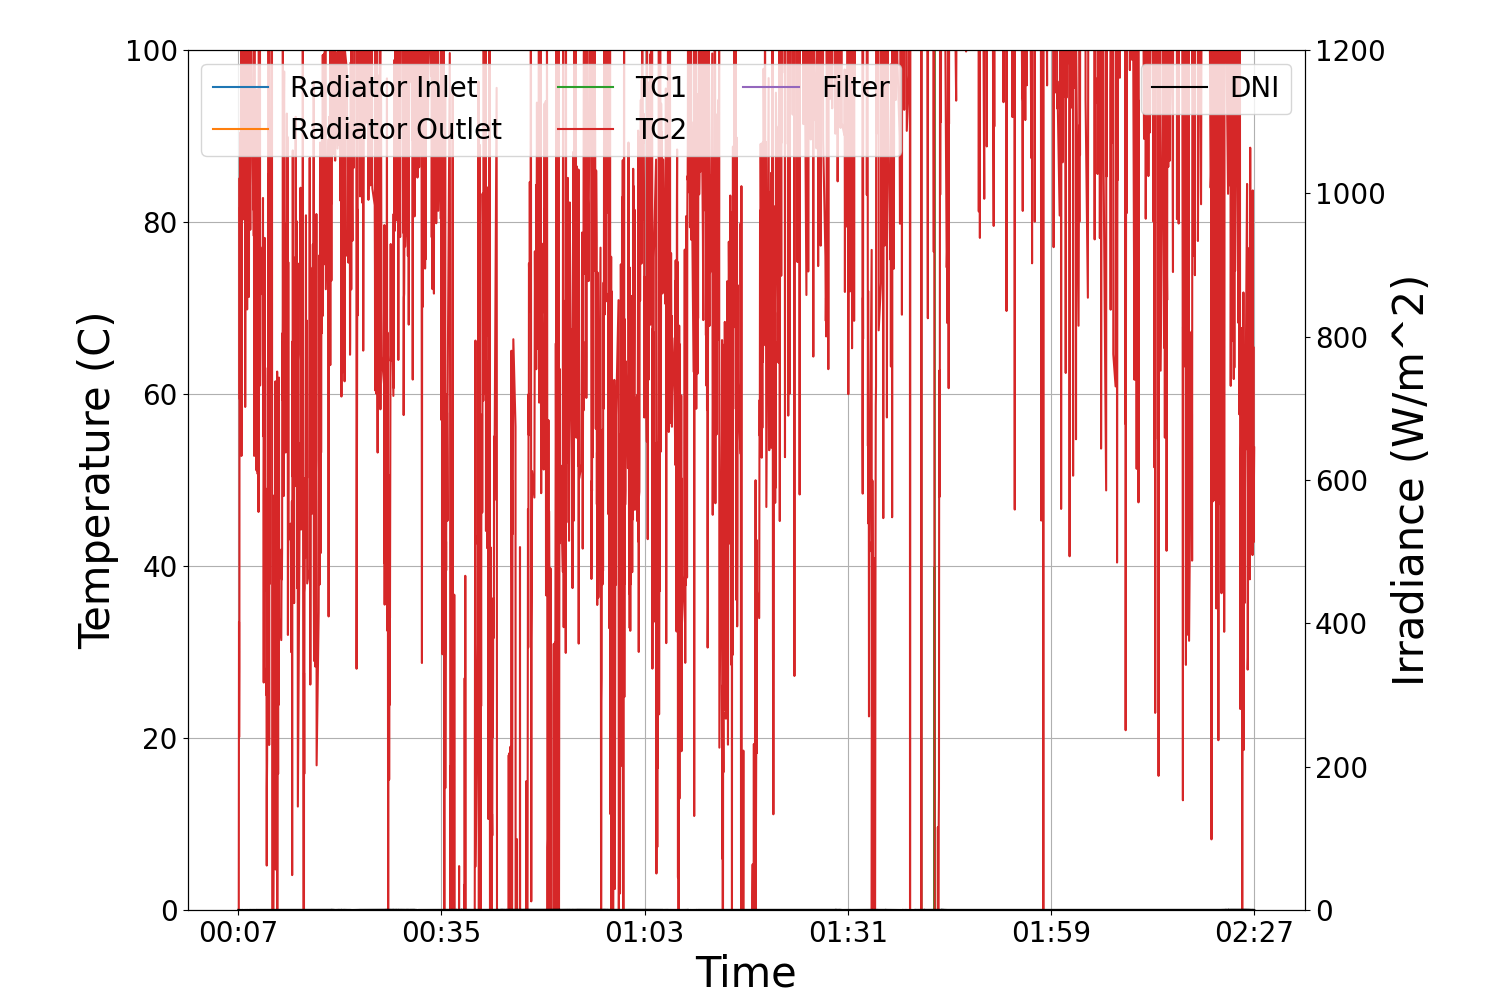 100
80
60
40
20
0
Temperature (C)
Radiator Inlet
Radiator Outlet
TC1
TC2
Filter
DNI
1200
1000
800
600
400
200
0
Irradiance (W/m^2)
00:07 00:35 01:03 01:31 01:59 02:27
Time